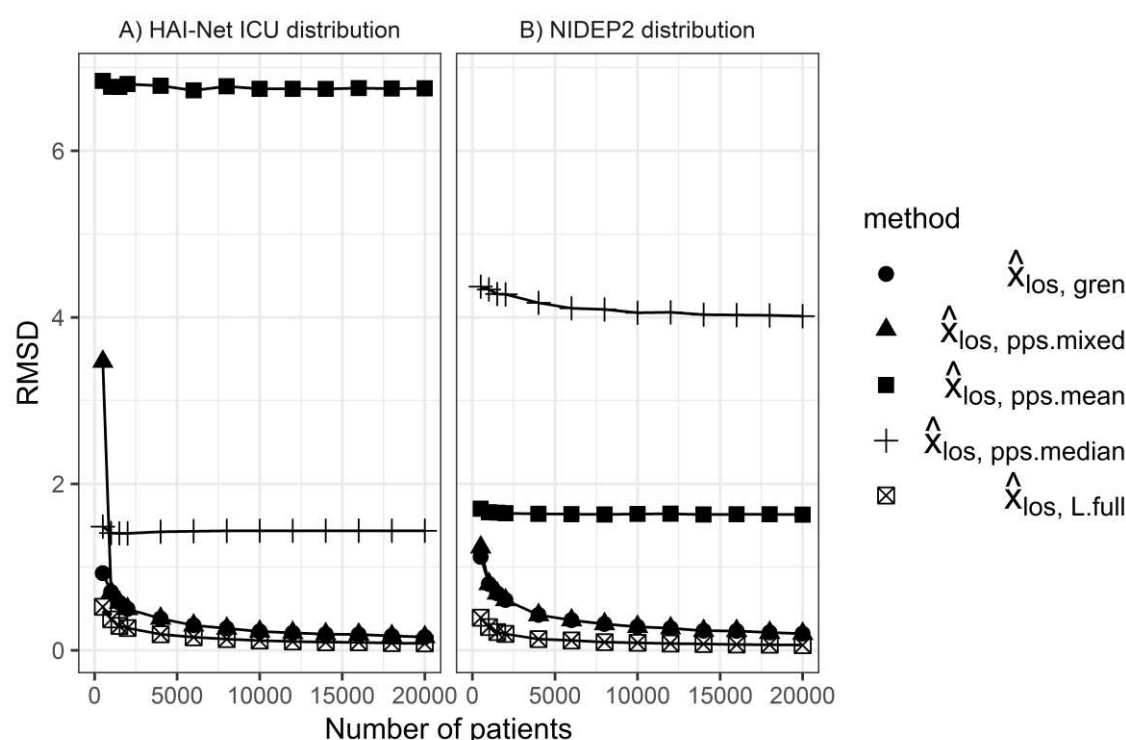 A) HAI-Net ICU distribution
B) NIDEP2 distribution
RMSD
6
4
2
0
0 5000 10000 15000 20000
0 5000 10000 15000 20000
Number of patients
method
x̂los, gren
x̂los, pps.mixed
x̂los, pps.mean
x̂los, pps.median
x̂los, L.full